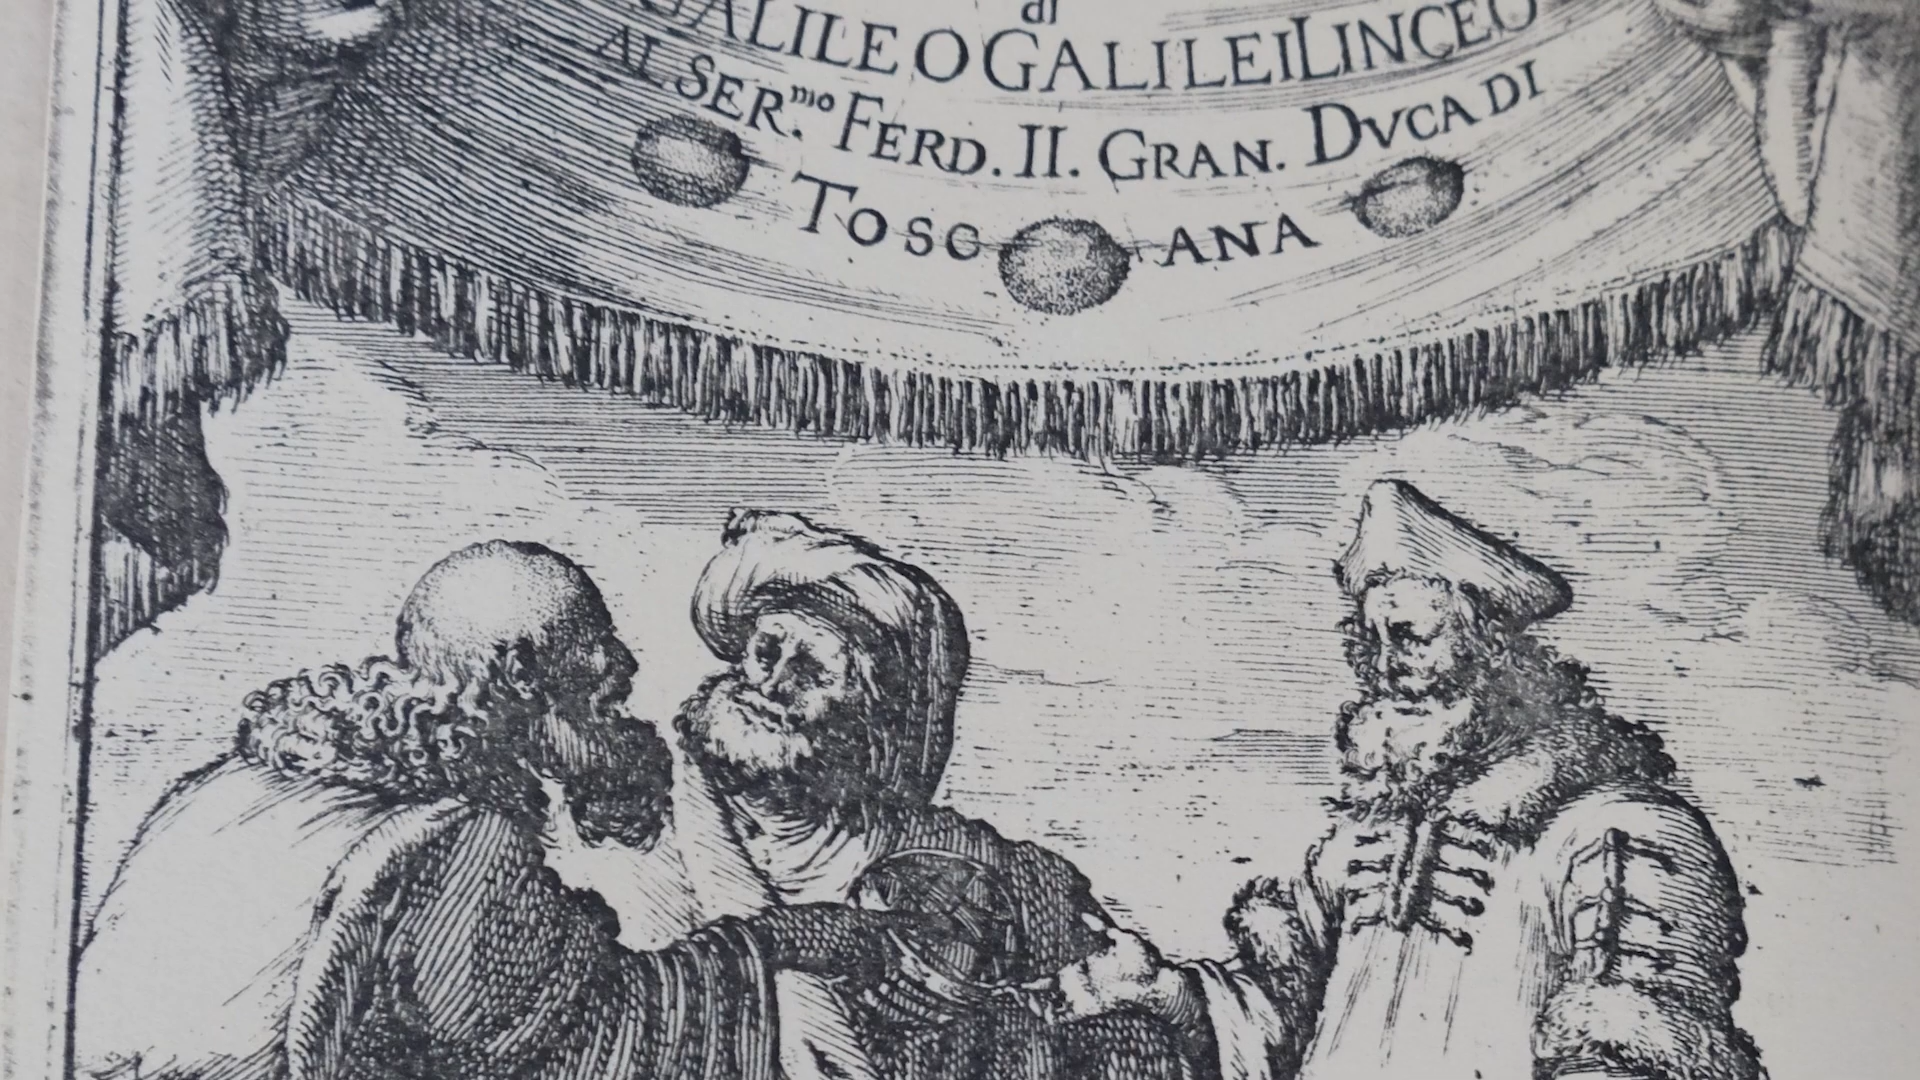 di
GALILEO GALILEI LINCEO
AL SER.mo FERD. II. GRAN. DVCA DI
TOSCANA